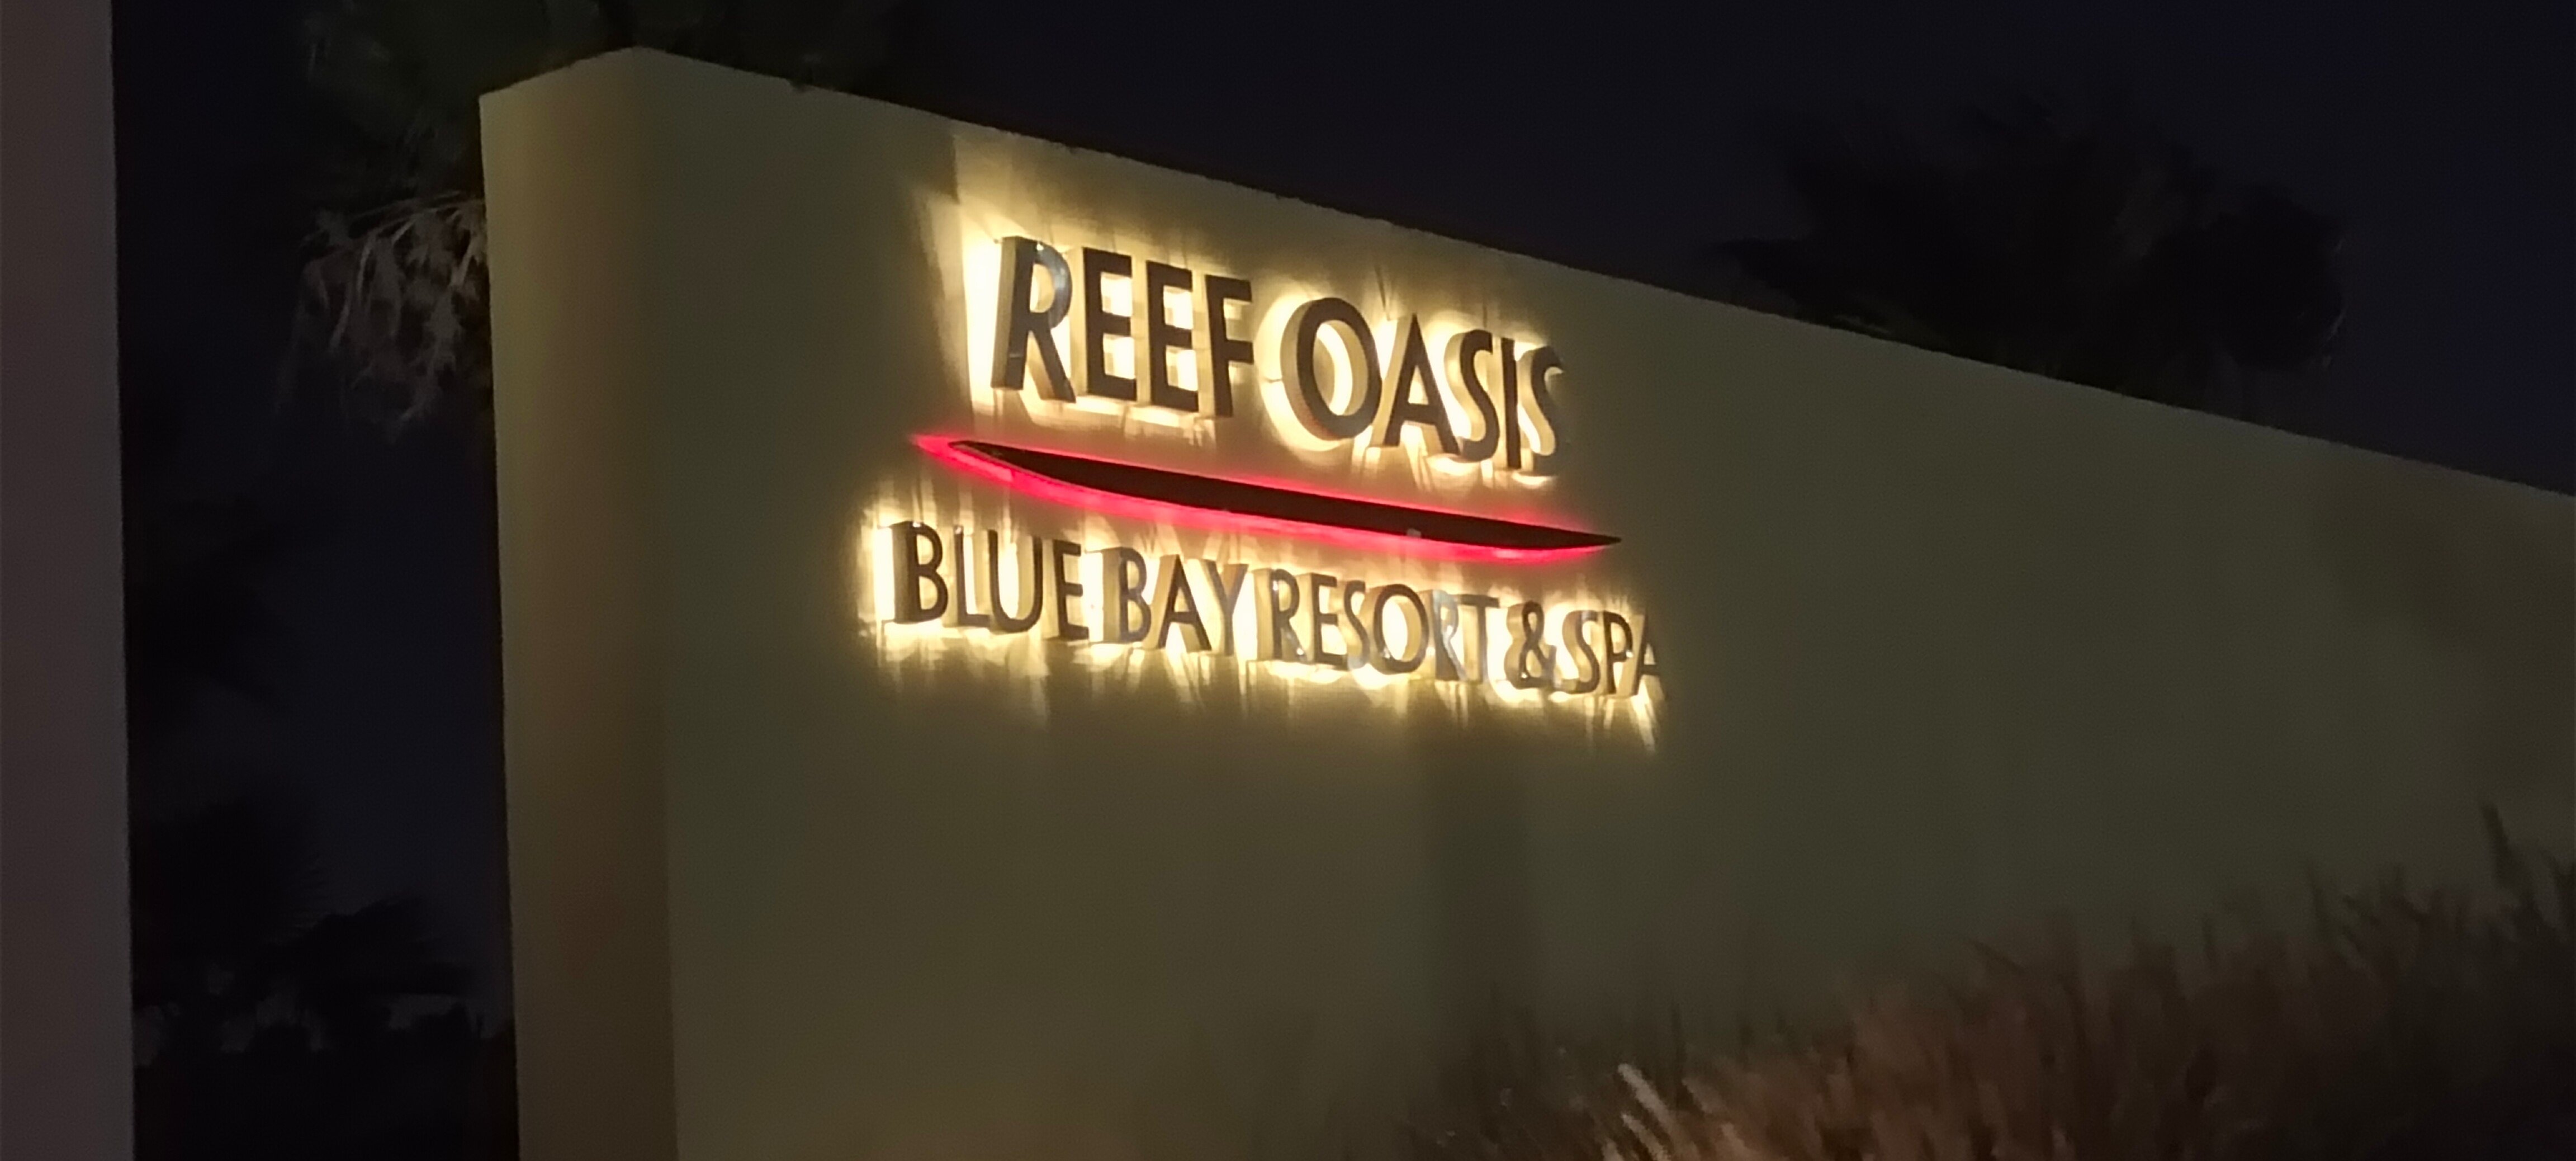 REEF OASIS
BLUE BAY RESORT & SPA